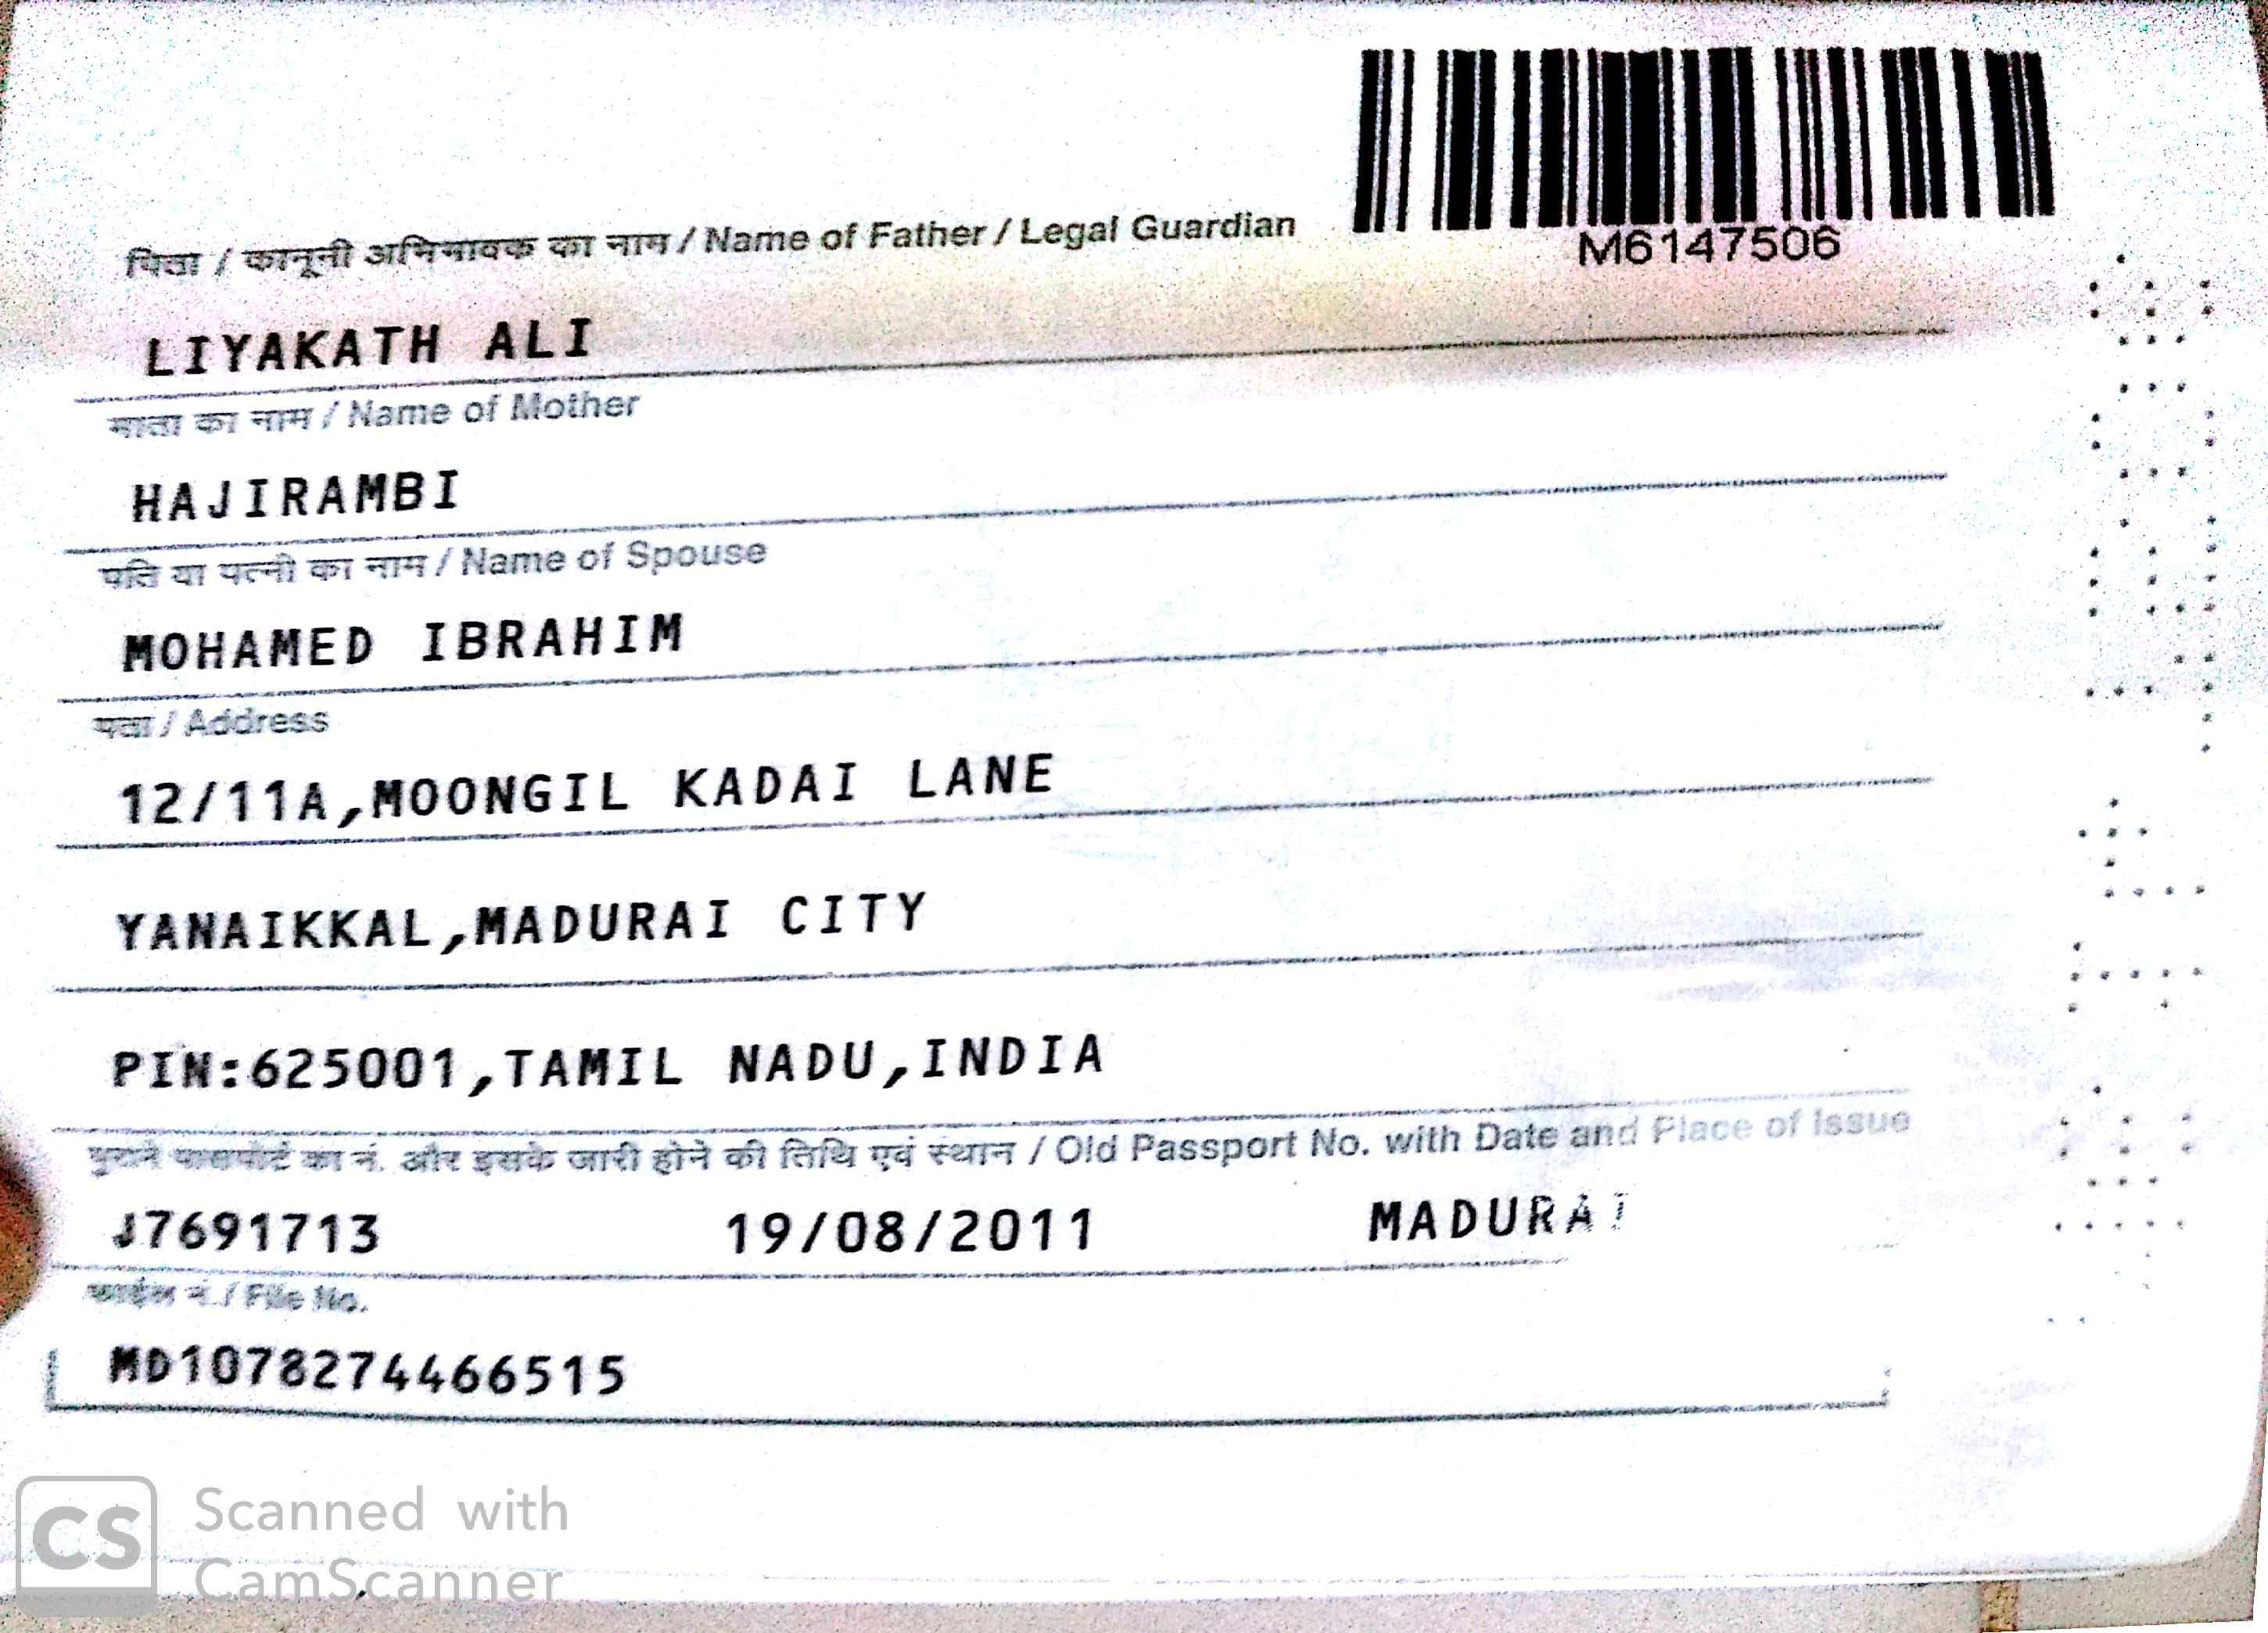 M6147506
पिता / कानूनी अभिभावक का नाम / Name of Father / Legal Guardian
LIYAKATH ALI
माता का नाम / Name of Mother
HAJIRAMBI
पति या पत्नी का नाम / Name of Spouse
MOHAMED IBRAHIM
पता / Address
12/11A,MOONGIL KADAI LANE
YANAIKKAL,MADURAI CITY
PIN:625001,TAMIL NADU,INDIA
पुराने पासपोर्ट का नं. और इसके जारी होने की तिथि एवं स्थान / Old Passport No. with Date and Place of Issue
J7691713 19/08/2011 MADURAI
फाईल नं. / File No.
MD1078274466515
CS Scanned with
CamScanner